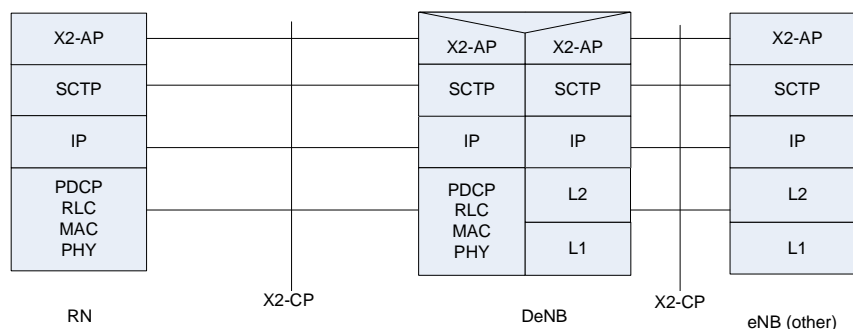 X2-AP
SCTP
IP
PDCP
RLC
MAC
PHY
RN
X2-CP
X2-AP X2-AP
SCTP SCTP
IP IP
PDCP
RLC
MAC
PHY
L2
L1
DeNB
X2-CP
X2-AP
SCTP
IP
L2
L1
eNB (other)